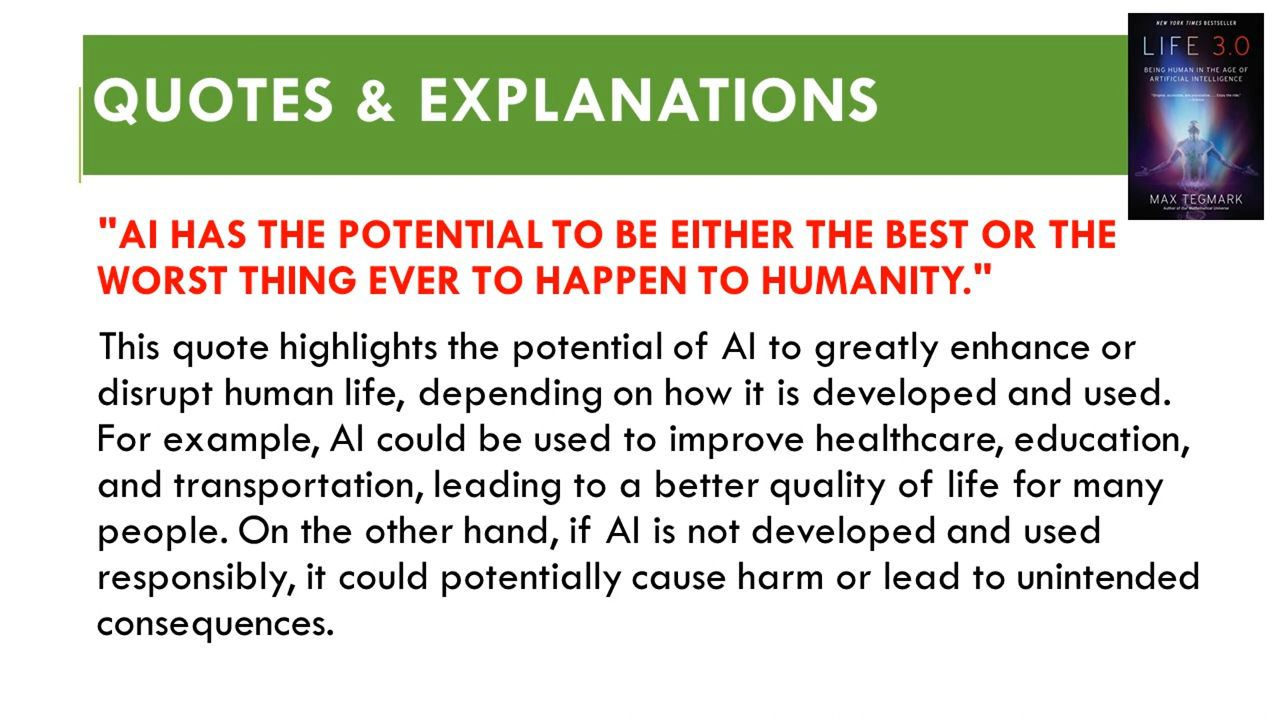 QUOTES & EXPLANATIONS
NEW YORK TIMES BESTSELLER
LIFE 3.0
BEING HUMAN IN THE AGE OF
ARTIFICIAL INTELLIGENCE
MAX TEGMARK
Author of Our Mathematical Universe
"AI HAS THE POTENTIAL TO BE EITHER THE BEST OR THE
WORST THING EVER TO HAPPEN TO HUMANITY."
This quote highlights the potential of AI to greatly enhance or
disrupt human life, depending on how it is developed and used.
For example, AI could be used to improve healthcare, education,
and transportation, leading to a better quality of life for many
people. On the other hand, if AI is not developed and used
responsibly, it could potentially cause harm or lead to unintended
consequences.